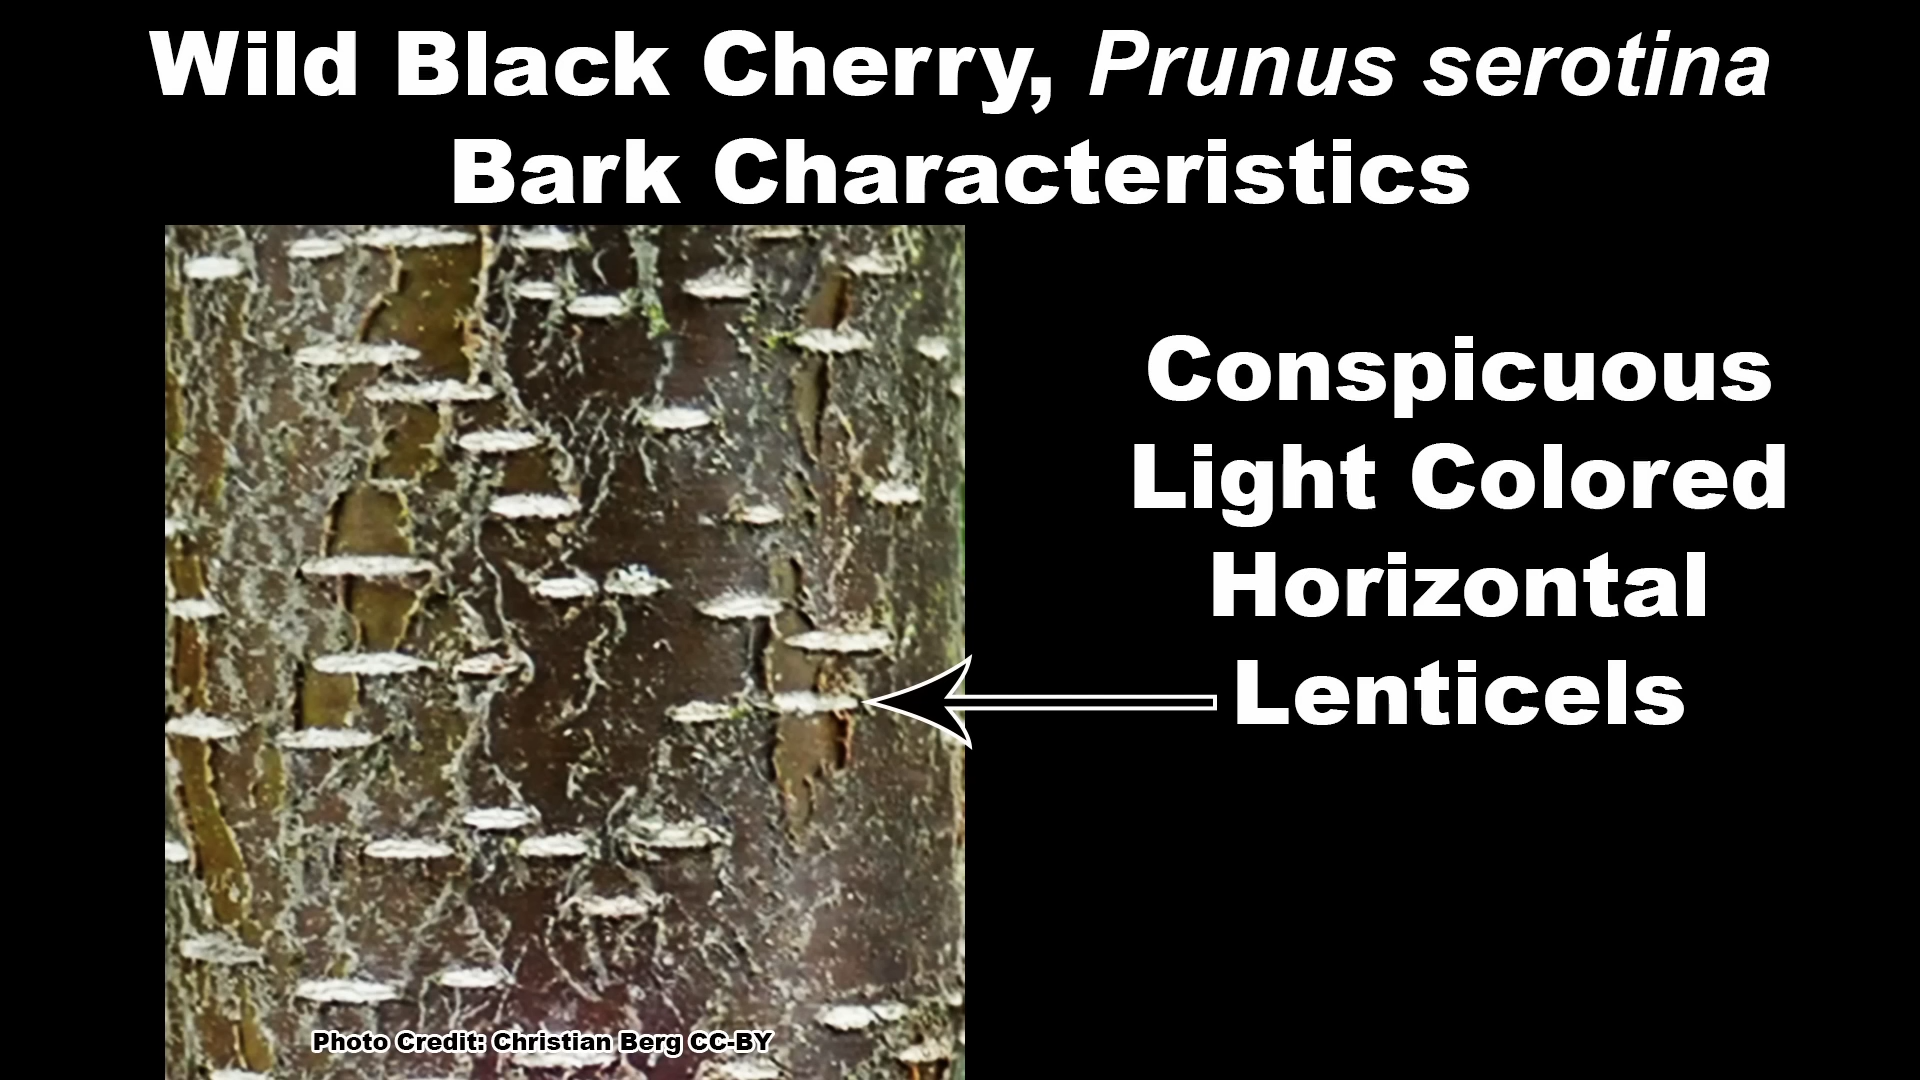 Wild Black Cherry, Prunus serotina
Bark Characteristics
Conspicuous
Light Colored
Horizontal
Lenticels
Photo Credit: Christian Berg CC-BY